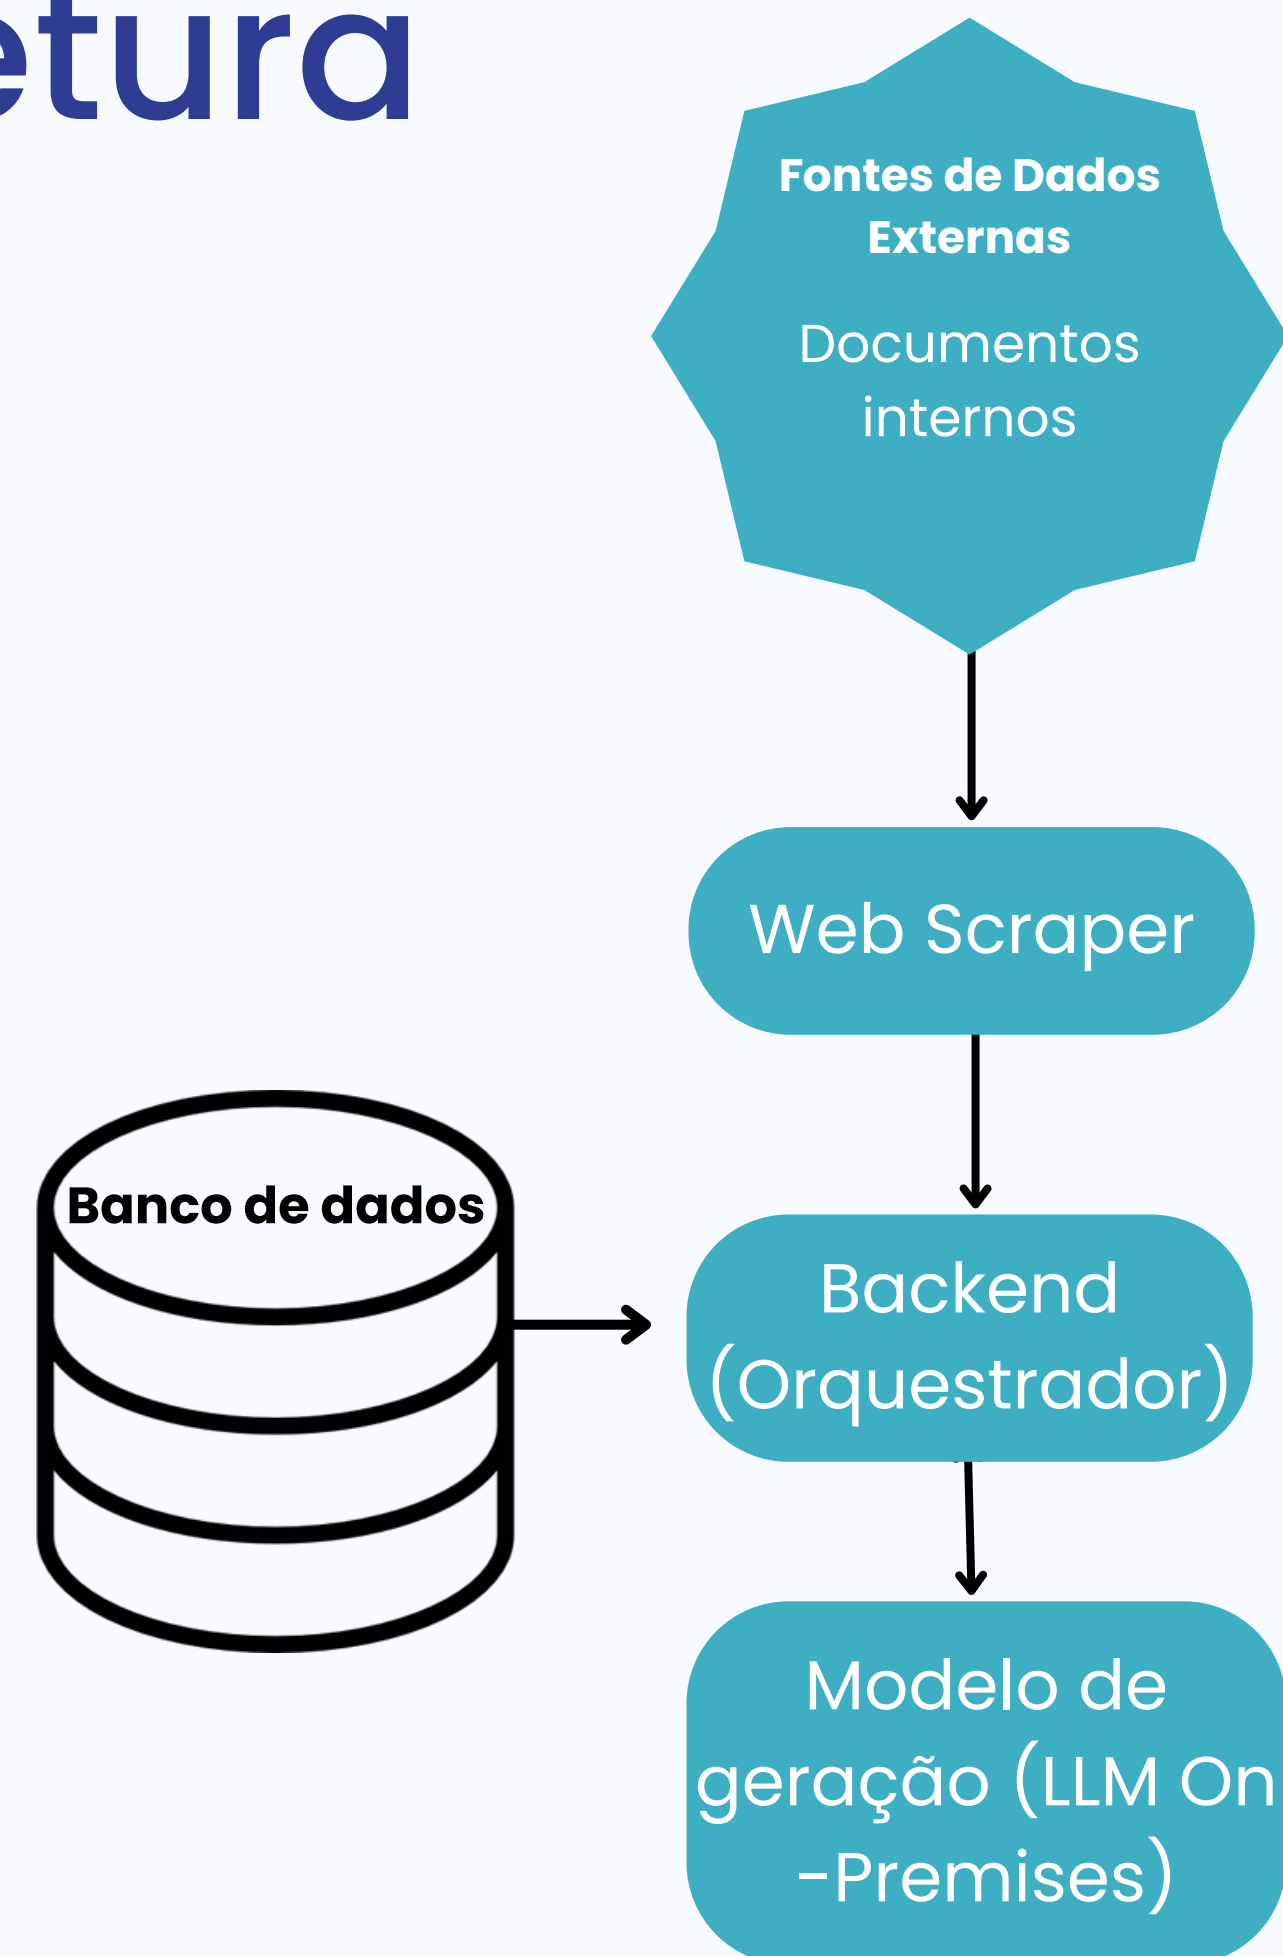 etura
Fontes de Dados
Externas
Documentos
internos
Web Scraper
Banco de dados
Backend
(Orquestrador)
Modelo de
geração (LLM On
-Premises)